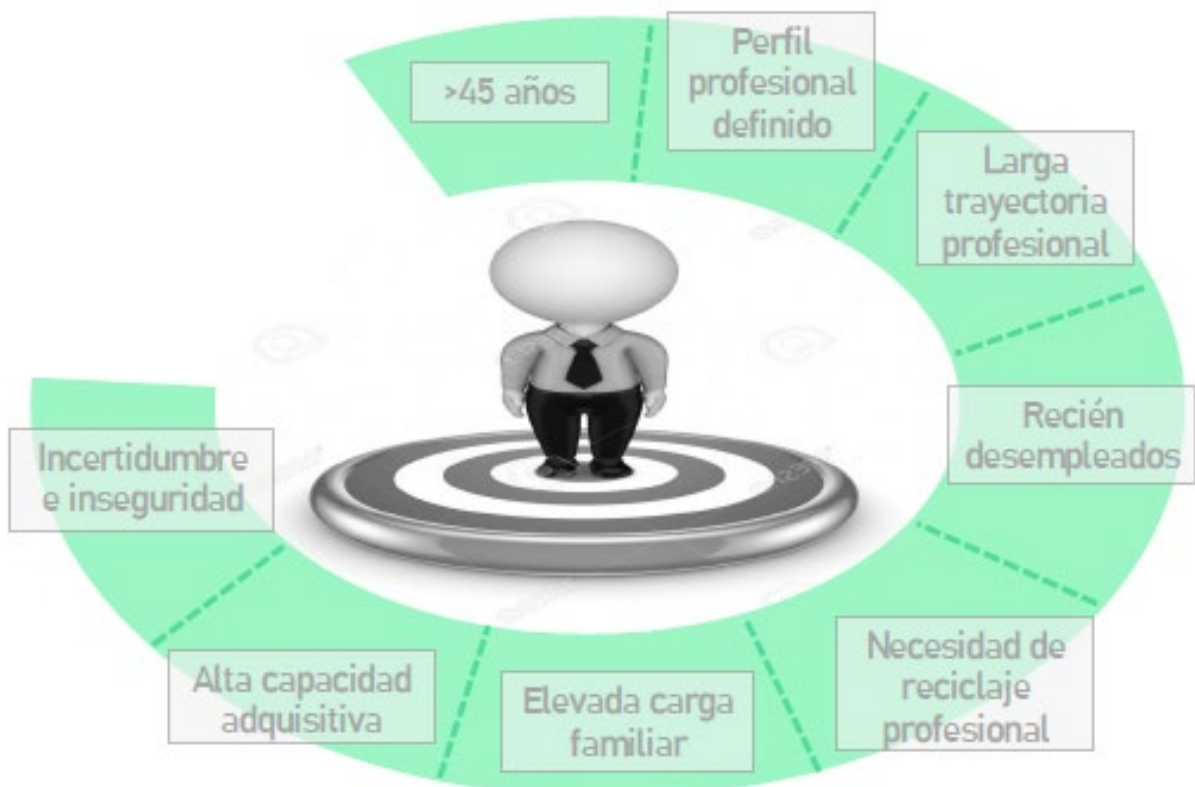 >45 años
Perfil
profesional
definido
Larga
trayectoria
profesional
Recién
desempleados
Necesidad de
reciclaje
profesional
Elevada carga
familiar
Alta capacidad
adquisitiva
Incertidumbre
e inseguridad